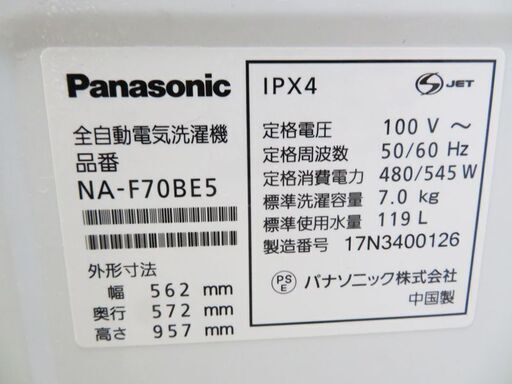 Panasonic
全自動電気洗濯機
品番
NA-F70BE5
外形寸法
幅 562 mm
奥行 572 mm
高さ 957 mm
IPX4
S JET
定格電圧 100 V ~
定格周波数 50/60 Hz
定格消費電力 480/545 W
標準洗濯容量 7.0 kg
標準使用水量 119 L
製造番号 17N3400126
PS E パナソニック株式会社
中国製